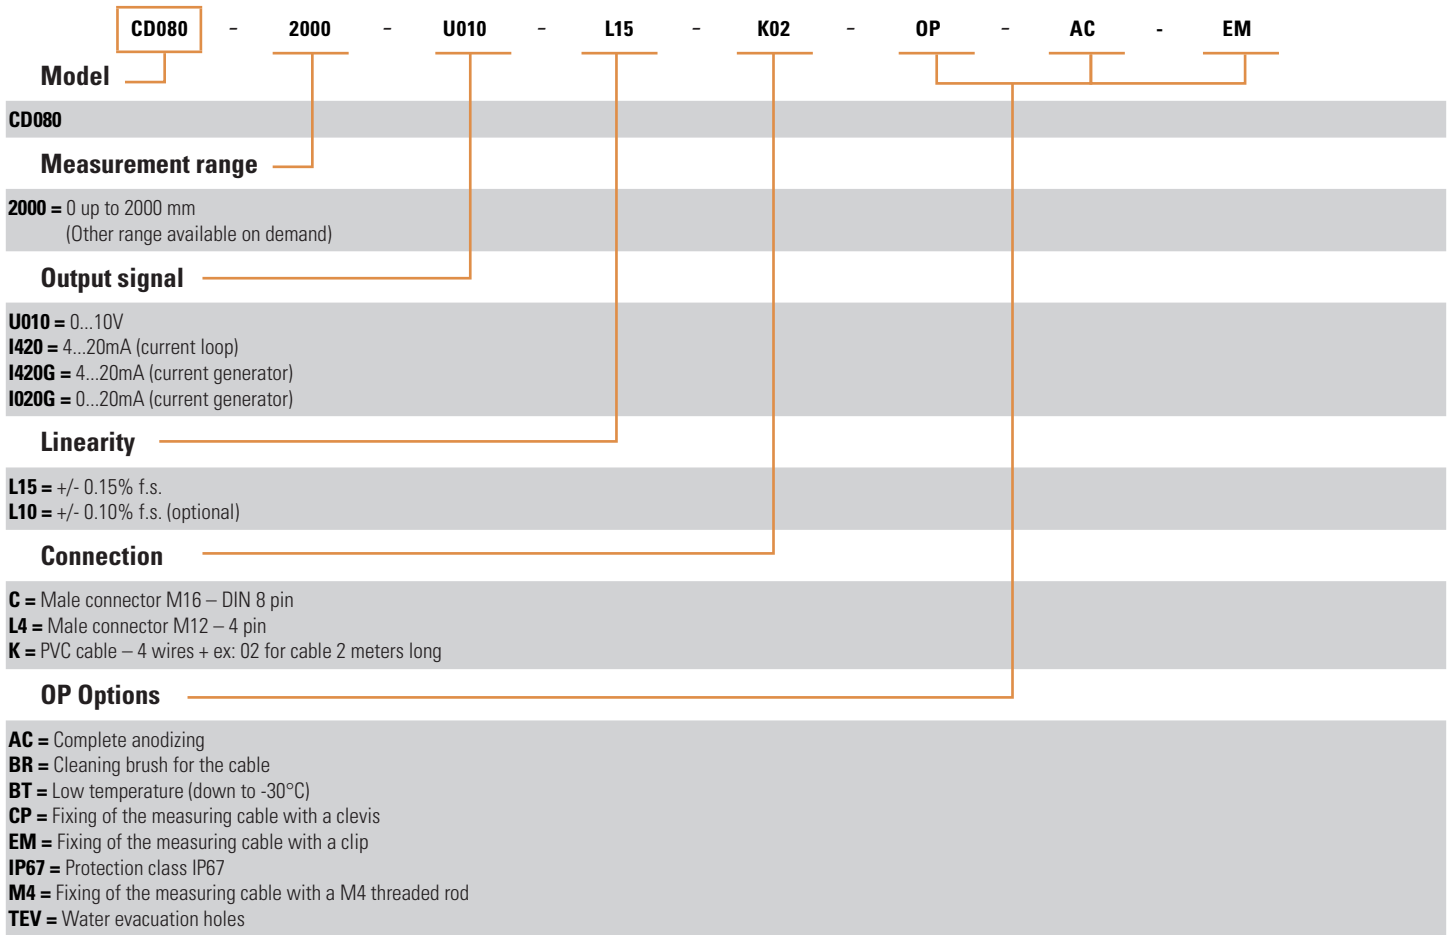 CD080 – 2000 – U010 – L15 – K02 – OP – AC - EM
Model
CD080
Measurement range
2000 = 0 up to 2000 mm
(Other range available on demand)
Output signal
U010 = 0...10V
I420 = 4...20mA (current loop)
I420G = 4...20mA (current generator)
I020G = 0...20mA (current generator)
Linearity
L15 = +/- 0.15% f.s.
L10 = +/- 0.10% f.s. (optional)
Connection
C = Male connector M16 – DIN 8 pin
L4 = Male connector M12 – 4 pin
K = PVC cable – 4 wires + ex: 02 for cable 2 meters long
OP Options
AC = Complete anodizing
BR = Cleaning brush for the cable
BT = Low temperature (down to -30°C)
CP = Fixing of the measuring cable with a clevis
EM = Fixing of the measuring cable with a clip
IP67 = Protection class IP67
M4 = Fixing of the measuring cable with a M4 threaded rod
TEV = Water evacuation holes